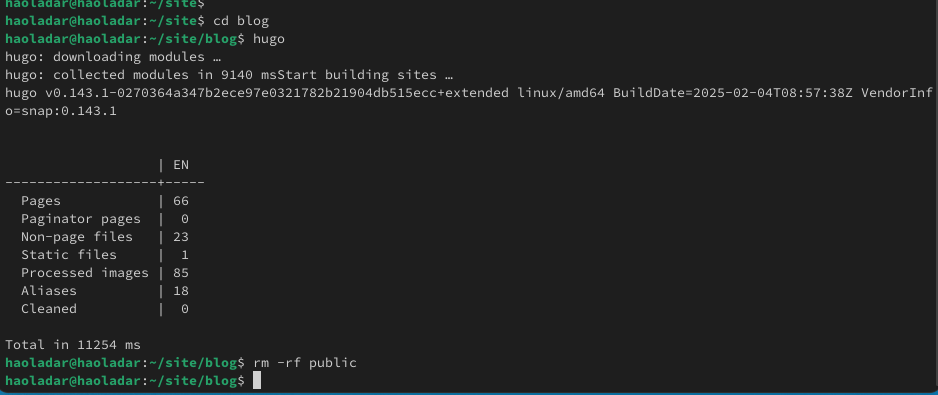 haoladar@haoladar:~/site$
haoladar@haoladar:~/site$ cd blog
haoladar@haoladar:~/site/blog$ hugo
hugo: downloading modules …
hugo: collected modules in 9140 msStart building sites …
hugo v0.143.1-0270364a347b2ece97e0321782b21904db515ecc+extended linux/amd64 BuildDate=2025-02-04T08:57:38Z VendorInf
o=snap:0.143.1
                   | EN
-------------------+-----
  Pages            | 66
  Paginator pages  |  0
  Non-page files   | 23
  Static files     |  1
  Processed images | 85
  Aliases          | 18
  Cleaned          |  0
Total in 11254 ms
haoladar@haoladar:~/site/blog$ rm -rf public
haoladar@haoladar:~/site/blog$